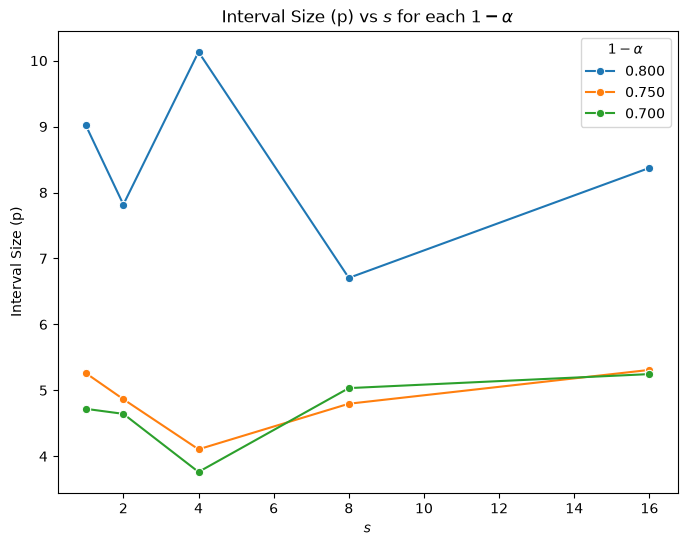 Interval Size (p) vs s for each 1 − α
1 − α
0.800
0.750
0.700
Interval Size (p)
10
9
8
7
6
5
4
2 4 6 8 10 12 14 16
s